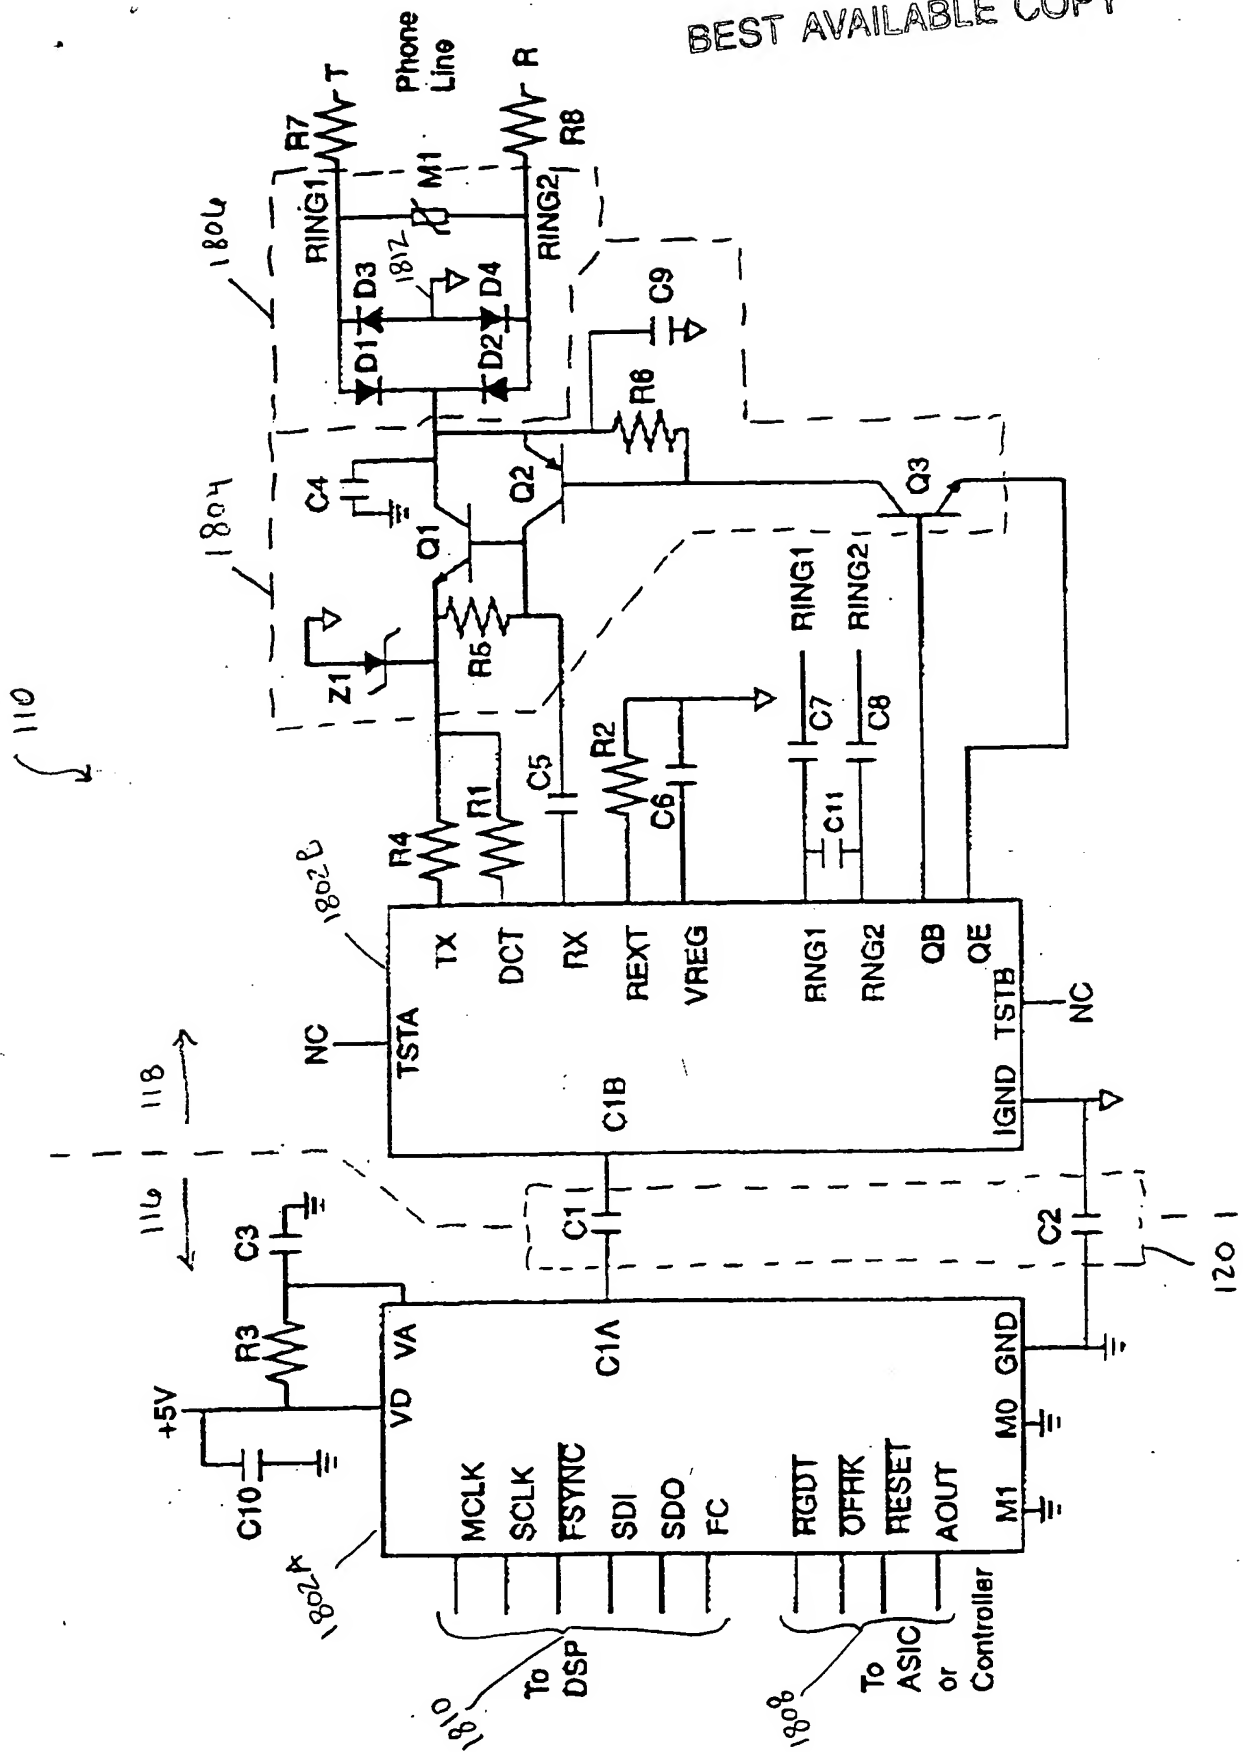 BEST AVAILABLE COPY
110
116
118
120
1802A
1802B
1804
1806
1808
1810
1812
+5V
C10
R3
C3
VD
VA
MCLK
SCLK
FSYNC
SDI
SDO
FC
RGDT
OFHK
RESET
AOUT
M1
M0
GND
C1A
To
DSP
To
ASIC
or
Controller
C1
C2
NC
TSTA
C1B
IGND
TSTB
NC
TX
DCT
RX
REXT
VREG
RNG1
RNG2
QB
QE
R4
R1
C5
R2
C6
C7
C8
C11
RING1
RING2
Z1
R5
Q1
C4
Q2
Q3
R6
C9
D1
D3
D2
D4
RING1
RING2
M1
R7
T
R8
R
Phone
Line